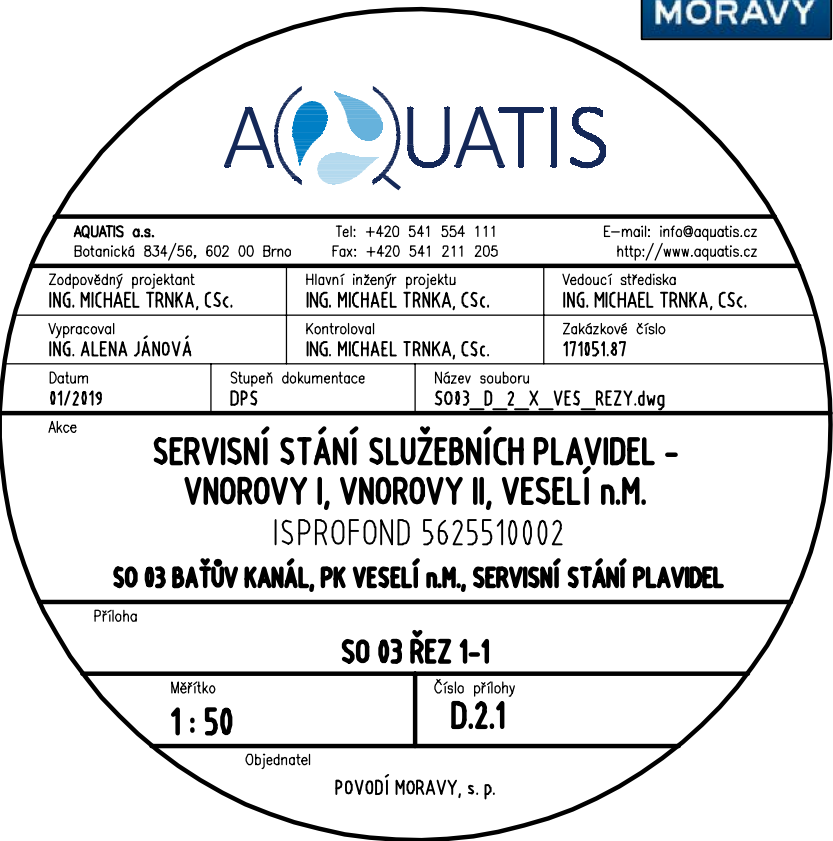 MORAVY
AQUATIS
AQUATIS a.s.
Botanická 834/56, 602 00 Brno
Tel: +420 541 554 111
Fax: +420 541 211 205
E-mail: info@aquatis.cz
http://www.aquatis.cz
Zodpovědný projektant
ING. MICHAEL TRNKA, CSc.
Hlavní inženýr projektu
ING. MICHAEL TRNKA, CSc.
Vedoucí střediska
ING. MICHAEL TRNKA, CSc.
Vypracoval
ING. ALENA JÁNOVÁ
Kontroloval
ING. MICHAEL TRNKA, CSc.
Zakázkové číslo
171051.87
Datum
01/2019
Stupeň dokumentace
DPS
Název souboru
SO03_D_2_X_VES_REZY.dwg
Akce
SERVISNÍ STÁNÍ SLUŽEBNÍCH PLAVIDEL -
VNOROVY I, VNOROVY II, VESELÍ n.M.
ISPROFOND 5625510002
SO 03 BAŤŮV KANÁL, PK VESELÍ n.M., SERVISNÍ STÁNÍ PLAVIDEL
Příloha
SO 03 ŘEZ 1-1
Měřítko
1 : 50
Číslo přílohy
D.2.1
Objednatel
POVODÍ MORAVY, s. p.